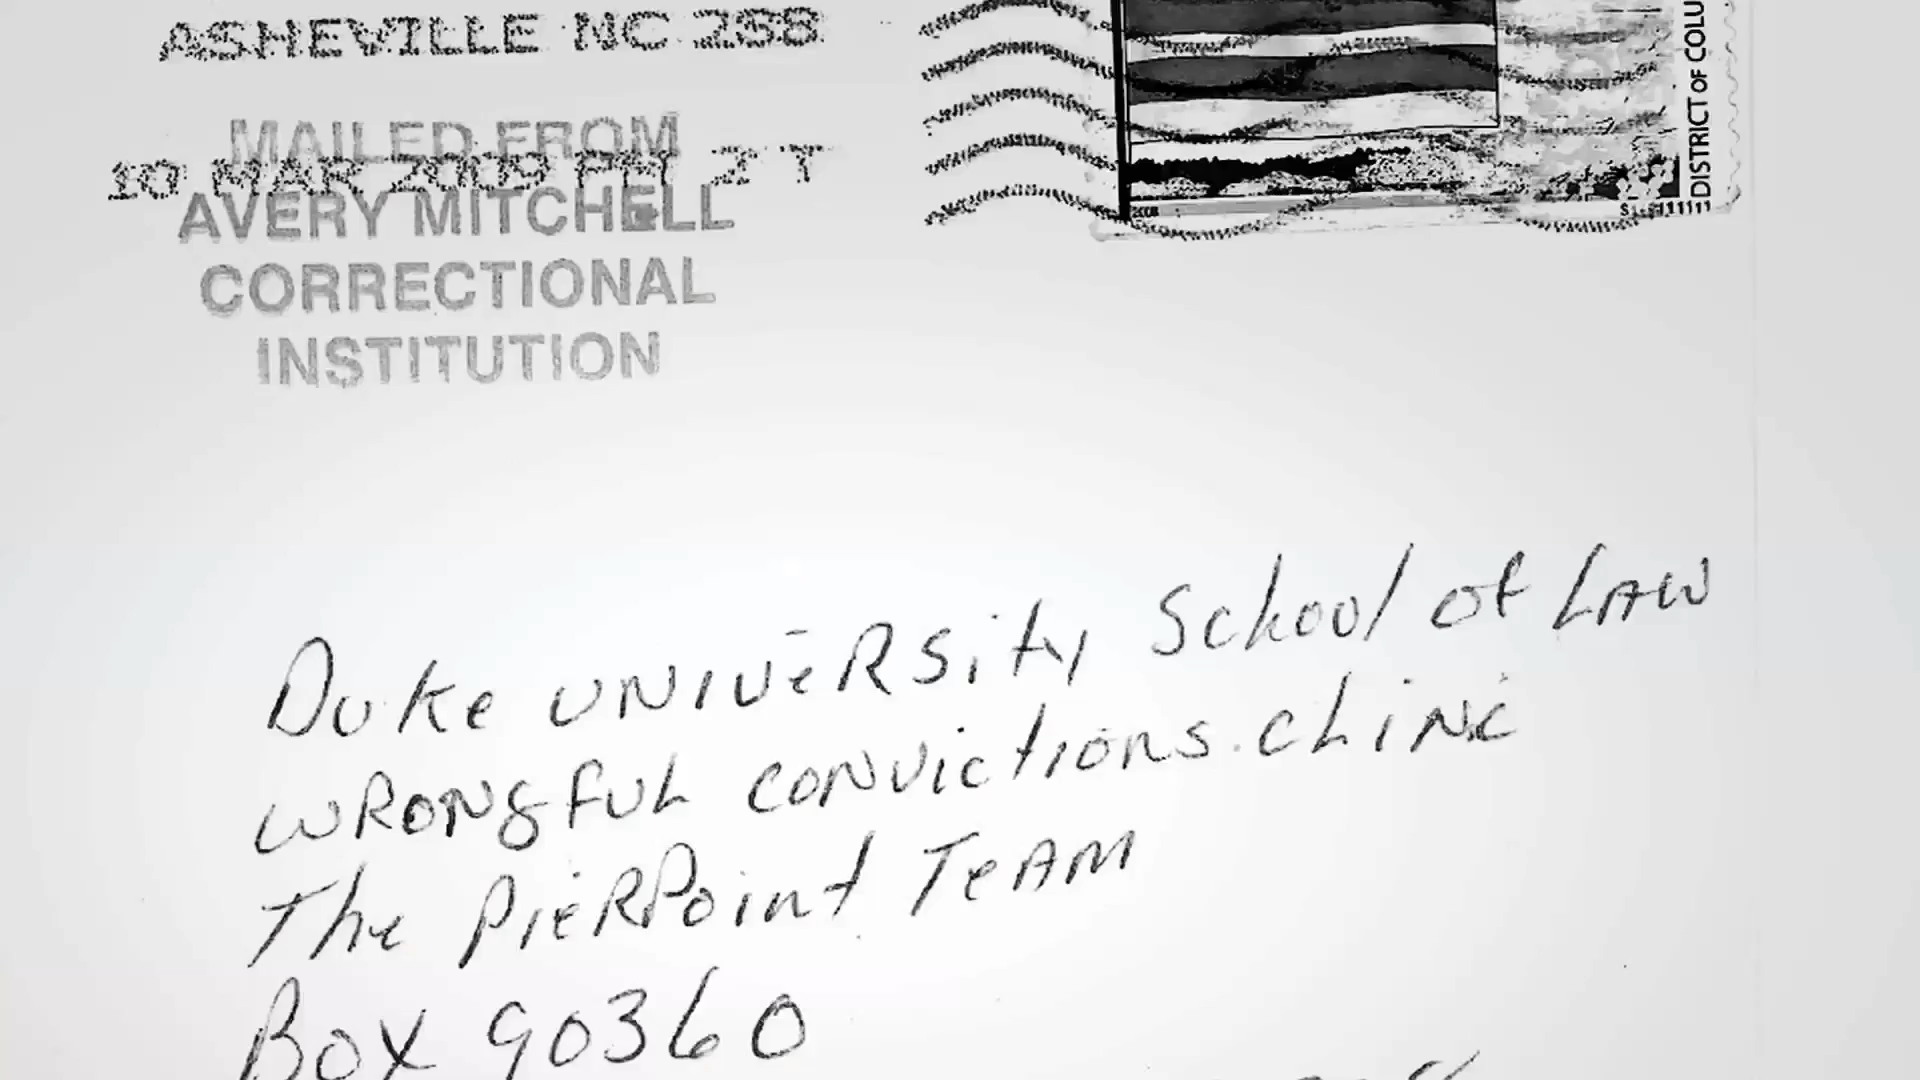 ASHEVILLE NC 288
MAILED FROM
10 MAR 2009 PM 2 T
AVERY MITCHELL
CORRECTIONAL
INSTITUTION
DISTRICT OF COLU
2008
Duke University School of Law
Wrongful Convictions Clinic
The Pierpoint Team
Box 90360